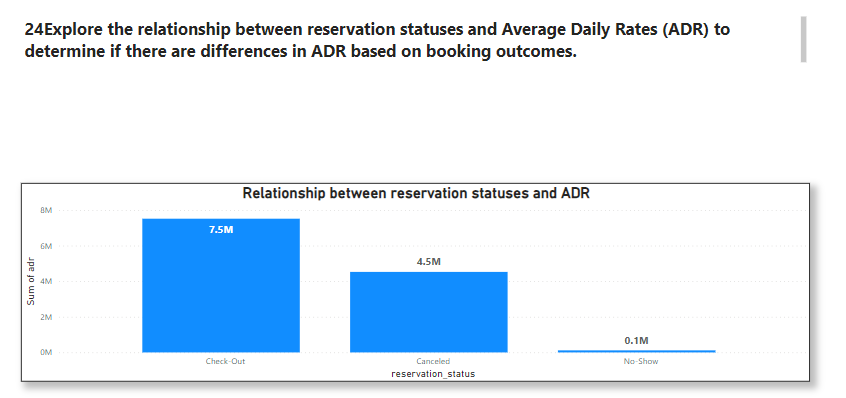 24Explore the relationship between reservation statuses and Average Daily Rates (ADR) to
determine if there are differences in ADR based on booking outcomes.
Relationship between reservation statuses and ADR
8M
6M
4M
2M
0M
Sum of adr
7.5M
4.5M
0.1M
Check-Out
Canceled
No-Show
reservation_status